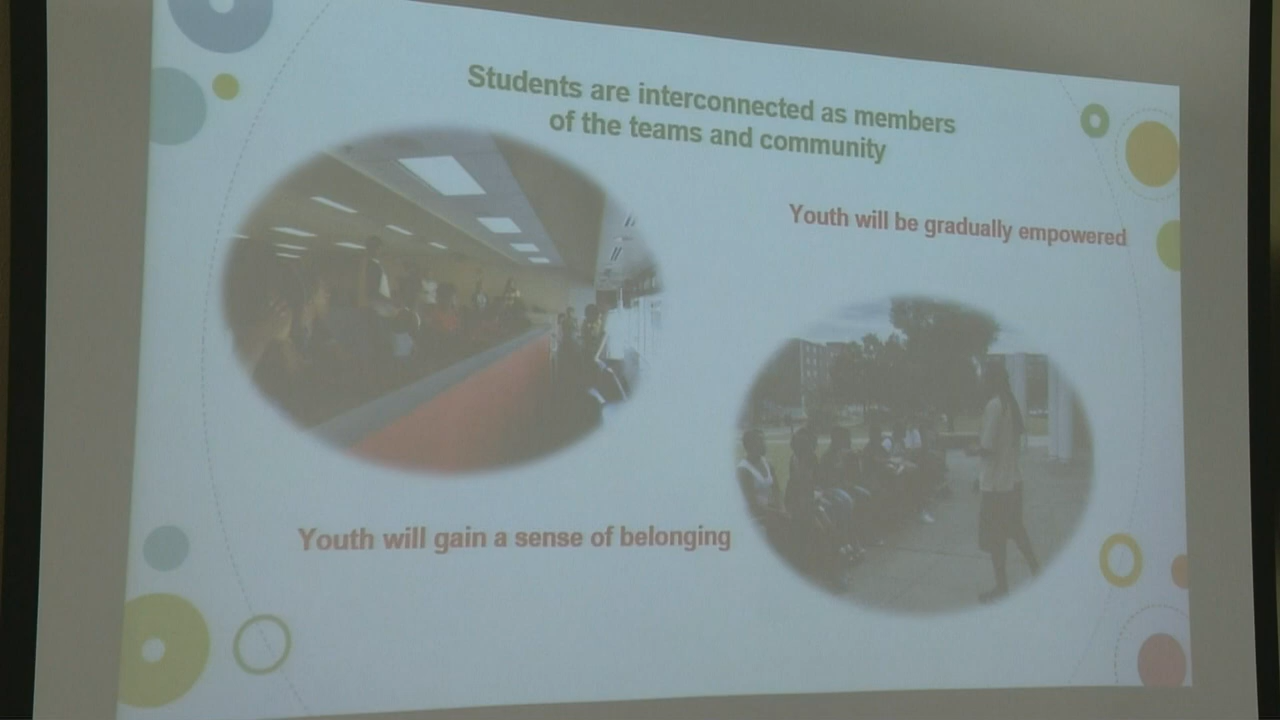 Students are interconnected as members
of the teams and community
Youth will be gradually empowered
Youth will gain a sense of belonging